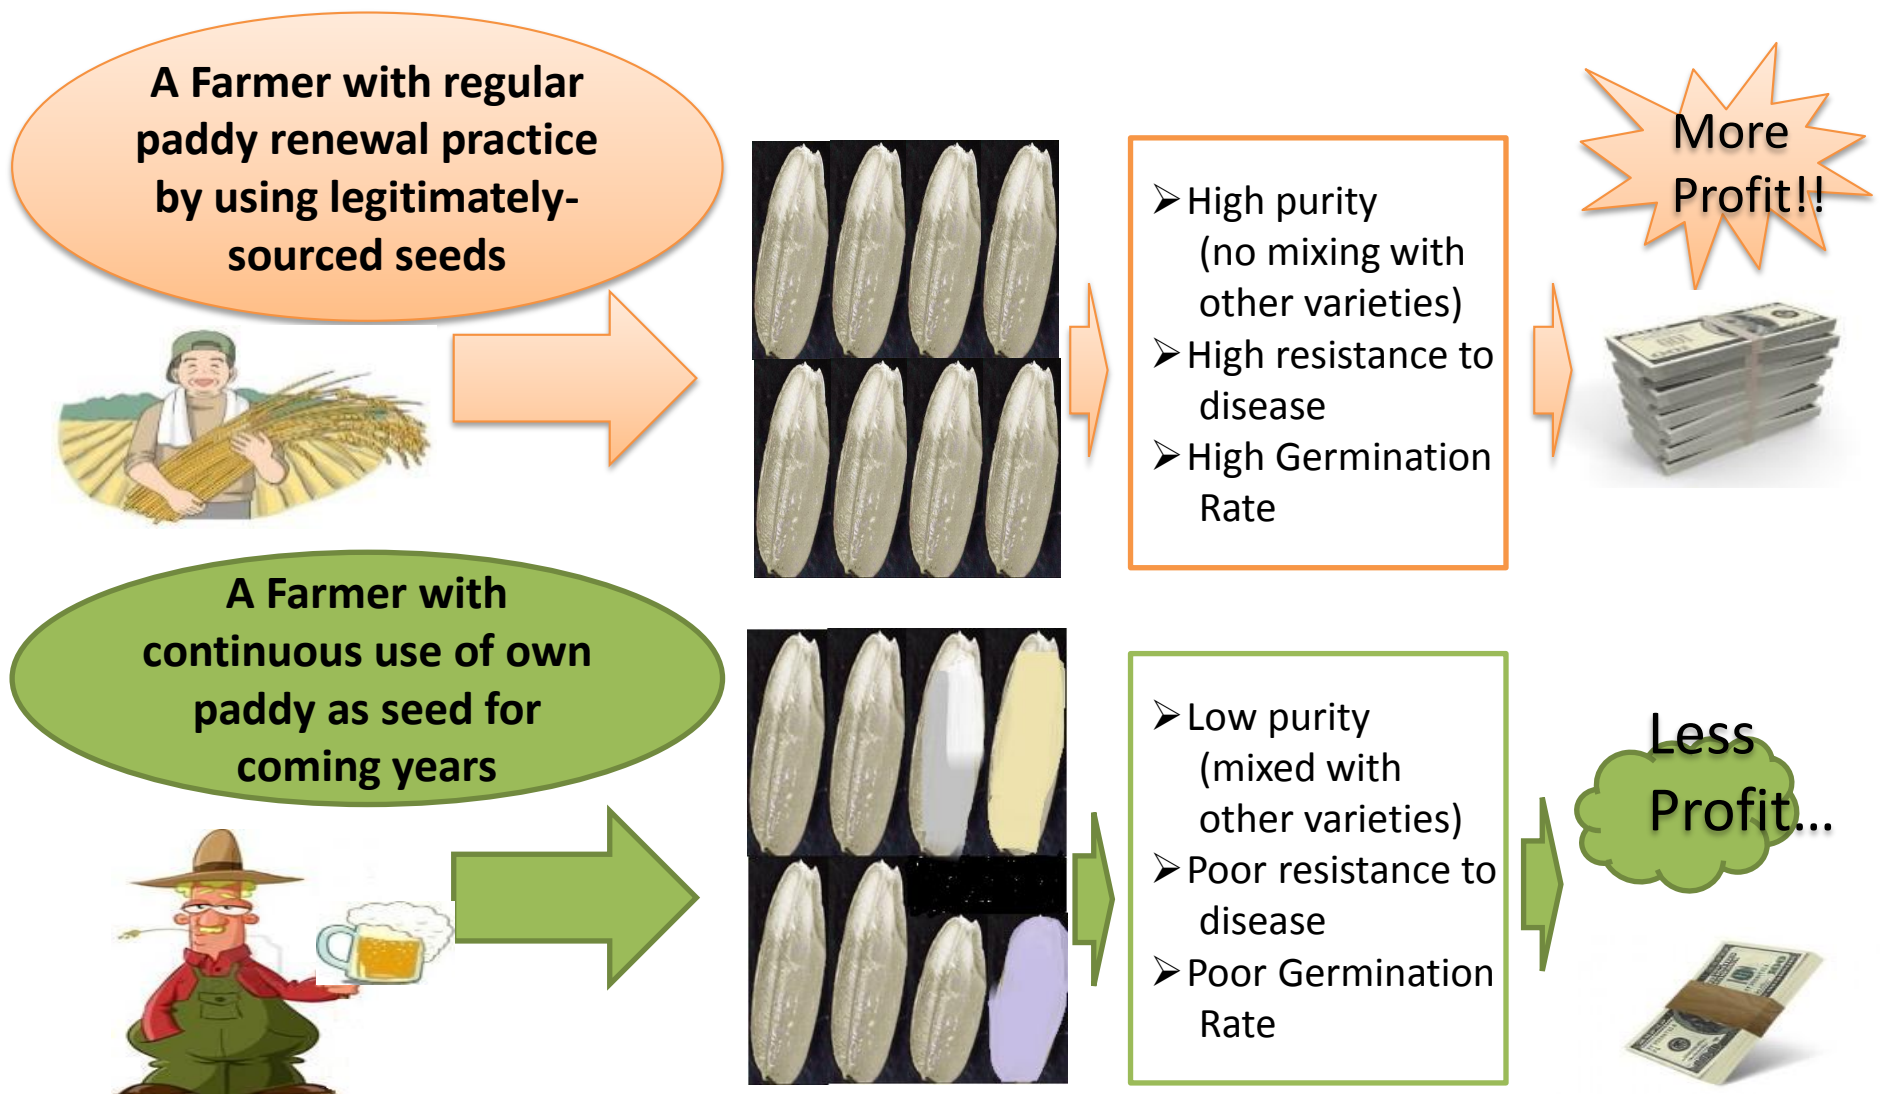 A Farmer with regular
paddy renewal practice
by using legitimately-
sourced seeds
➢High purity
(no mixing with
other varieties)
➢High resistance to
disease
➢High Germination
Rate
More
Profit!!
A Farmer with
continuous use of own
paddy as seed for
coming years
➢Low purity
(mixed with
other varieties)
➢Poor resistance to
disease
➢Poor Germination
Rate
Less
Profit...